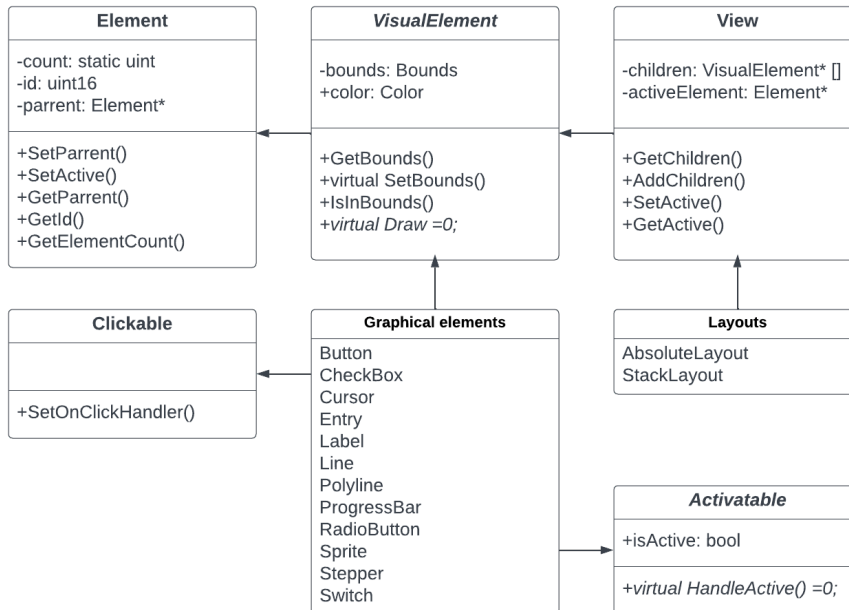 Element
-count: static uint
-id: uint16
-parrent: Element*
+SetParrent()
+SetActive()
+GetParrent()
+GetId()
+GetElementCount()
VisualElement
-bounds: Bounds
+color: Color
+GetBounds()
+virtual SetBounds()
+IsInBounds()
+virtual Draw =0;
View
-children: VisualElement* []
-activeElement: Element*
+GetChildren()
+AddChildren()
+SetActive()
+GetActive()
Clickable
+SetOnClickHandler()
Graphical elements
Button
CheckBox
Cursor
Entry
Label
Line
Polyline
ProgressBar
RadioButton
Sprite
Stepper
Switch
Layouts
AbsoluteLayout
StackLayout
Activatable
+isActive: bool
+virtual HandleActive() =0;